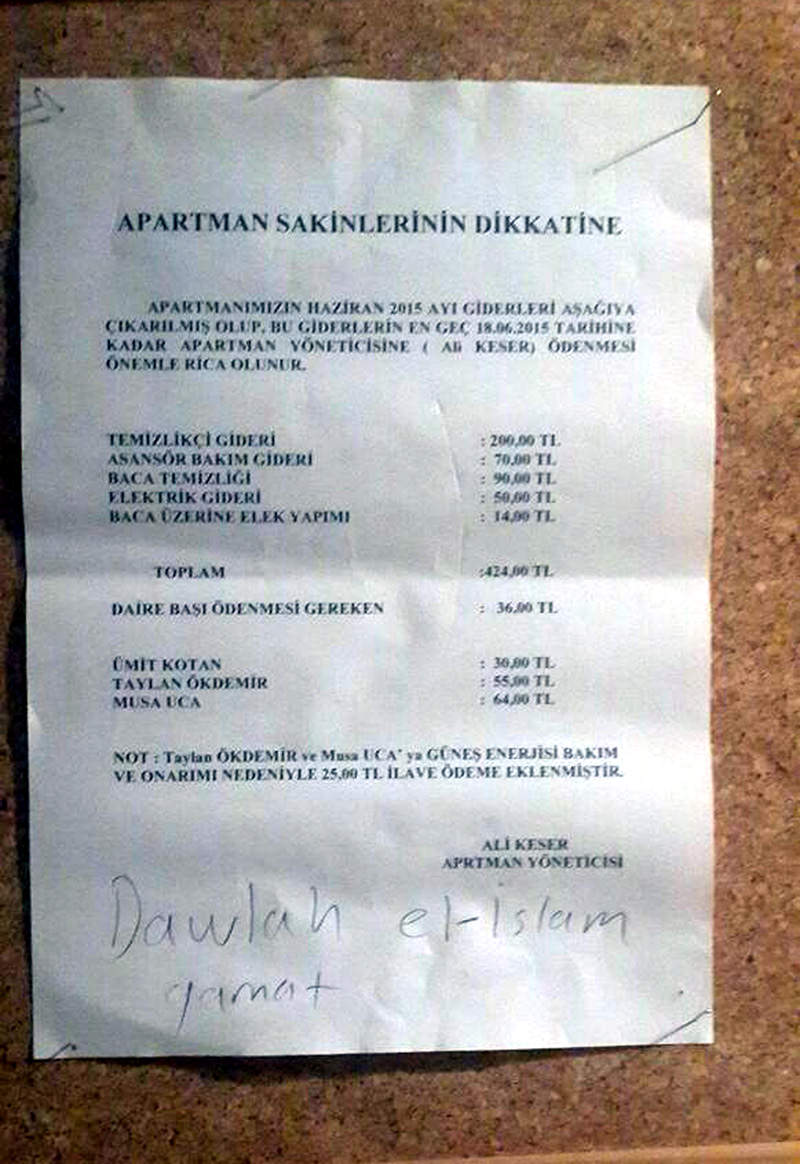 APARTMAN SAKİNLERİNİN DİKKATİNE
APARTMANIMIZIN HAZİRAN 2015 AYI GİDERLERİ AŞAĞIYA
ÇIKARILMIŞ OLUP, BU GİDERLERİN EN GEÇ 18.06.2015 TARİHİNE
KADAR APARTMAN YÖNETİCİSİNE ( Ali KESER) ÖDENMESİ
ÖNEMLE RİCA OLUNUR.
TEMİZLİKÇİ GİDERİ : 200,00 TL
ASANSÖR BAKIM GİDERİ : 70,00 TL
BACA TEMİZLİĞİ : 90,00 TL
ELEKTRİK GİDERİ : 50,00 TL
BACA ÜZERİNE ELEK YAPIMI : 14,00 TL
TOPLAM :424,00 TL
DAİRE BAŞI ÖDENMESİ GEREKEN : 36,00 TL
ÜMİT KOTAN : 30,00 TL
TAYLAN ÖKDEMİR : 55,00 TL
MUSA UCA : 64,00 TL
NOT : Taylan ÖKDEMİR ve Musa UCA' ya GÜNEŞ ENERJİSİ BAKIM
VE ONARIMI NEDENİYLE 25,00 TL İLAVE ÖDEME EKLENMİŞTİR.
ALİ KESER
APRTMAN YÖNETİCİSİ
Dawlah el-islam
qamat